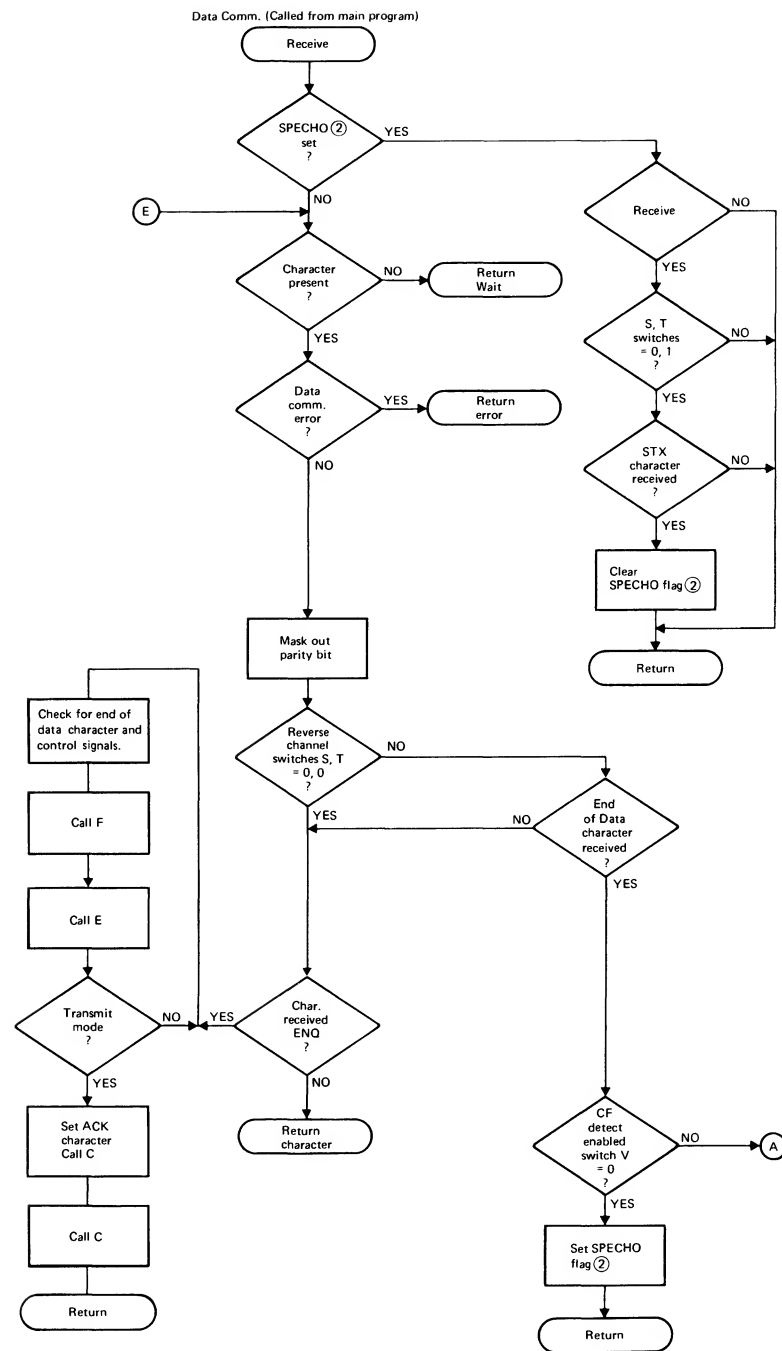 Data Comm. (Called from main program)
Receive
SPECHO ②
set
?
YES
NO
E
Receive
NO
YES
Character
present
?
NO
Return
Wait
YES
S, T
switches
= 0, 1
?
NO
YES
Data
comm.
error
?
YES
Return
error
NO
STX
character
received
?
NO
YES
Clear
SPECHO flag ②
Return
Mask out
parity bit
Reverse
channel
switches S, T
= 0, 0
?
NO
YES
End
of Data
character
received
?
NO
YES
Check for end of
data character and
control signals.
Call F
Call E
Transmit
mode
?
NO
YES
Char.
received
ENQ
?
YES
NO
Return
character
Set ACK
character
Call C
Call C
Return
CF
detect
enabled
switch V
= 0
?
NO
A
YES
Set SPECHO
flag ②
Return